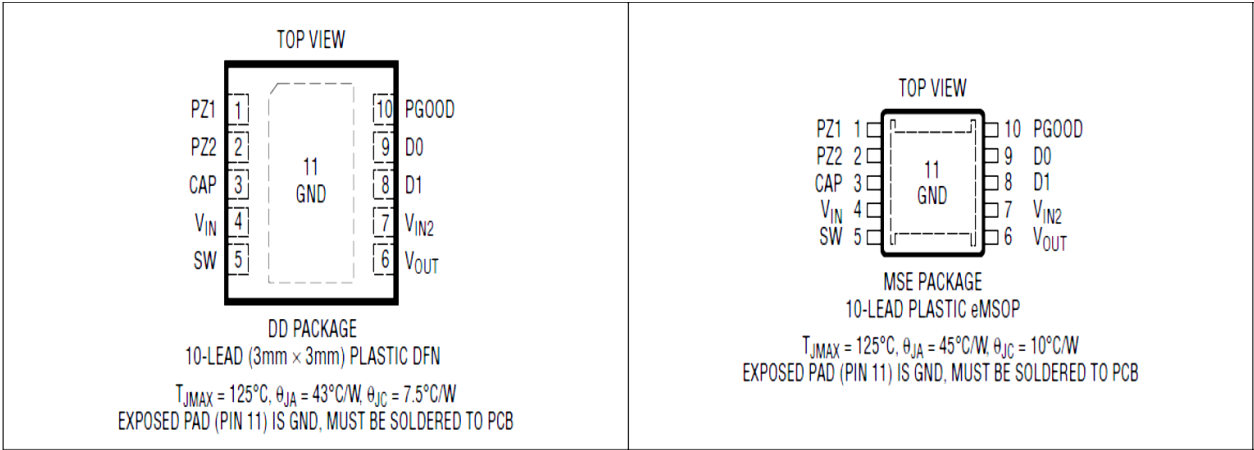 TOP VIEW
PZ1 1 10 PGOOD
PZ2 2 9 D0
CAP 3 11 8 D1
GND
VIN 4 7 VIN2
SW 5 6 VOUT
DD PACKAGE
10-LEAD (3mm × 3mm) PLASTIC DFN
TJMAX = 125°C, θJA = 43°C/W, θJC = 7.5°C/W
EXPOSED PAD (PIN 11) IS GND, MUST BE SOLDERED TO PCB
TOP VIEW
PZ1 1 10 PGOOD
PZ2 2 9 D0
11
CAP 3 8 D1
GND
VIN 4 7 VIN2
SW 5 6 VOUT
MSE PACKAGE
10-LEAD PLASTIC eMSOP
TJMAX = 125°C, θJA = 45°C/W, θJC = 10°C/W
EXPOSED PAD (PIN 11) IS GND, MUST BE SOLDERED TO PCB